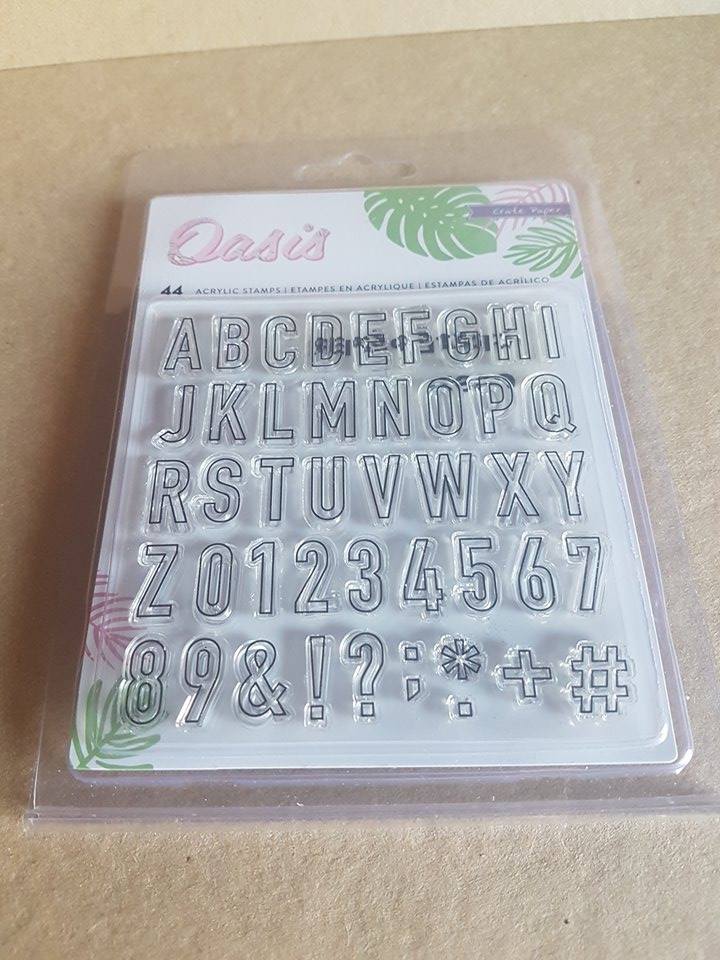 Oasis
Crate Paper
44 ACRYLIC STAMPS | ETAMPES EN ACRYLIQUE | ESTAMPAS DE ACRÍLICO
ABCDEFGHI
JKLMNOPQ
RSTUVWXY
Z01234567
89&!?;*.+#